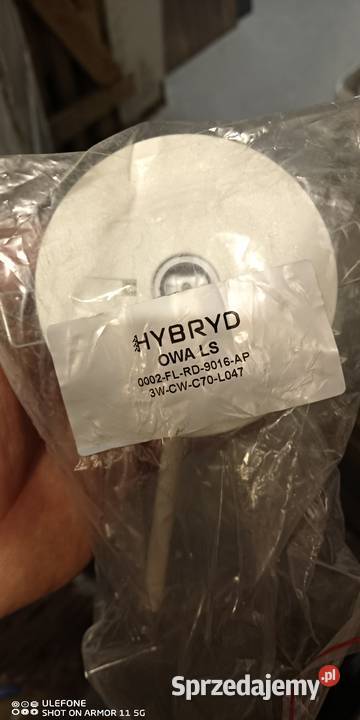 HYBRYD
OWA LS
0002-FL-RD-9016-AP
3W-CW-C70-L047
ULEFONE
SHOT ON ARMOR 11 5G
Sprzedajemy.pl